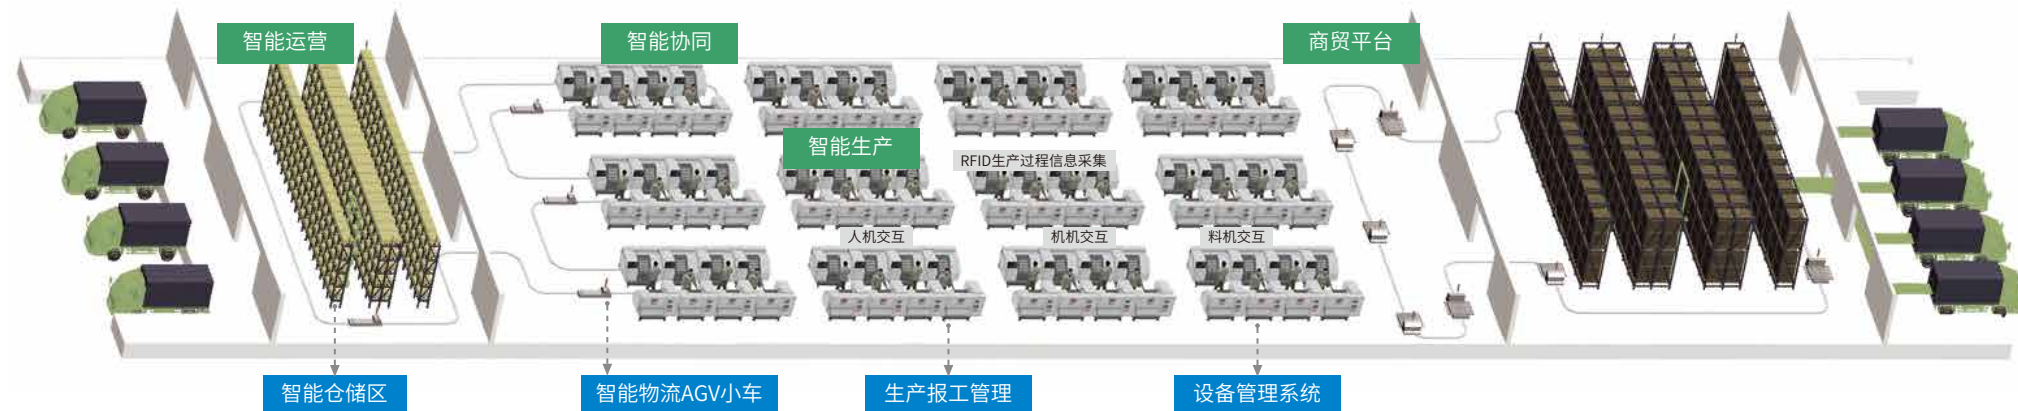 智能运营
智能协同
商贸平台
智能生产
RFID生产过程信息采集
人机交互
机机交互
料机交互
智能仓储区
智能物流AGV小车
生产报工管理
设备管理系统